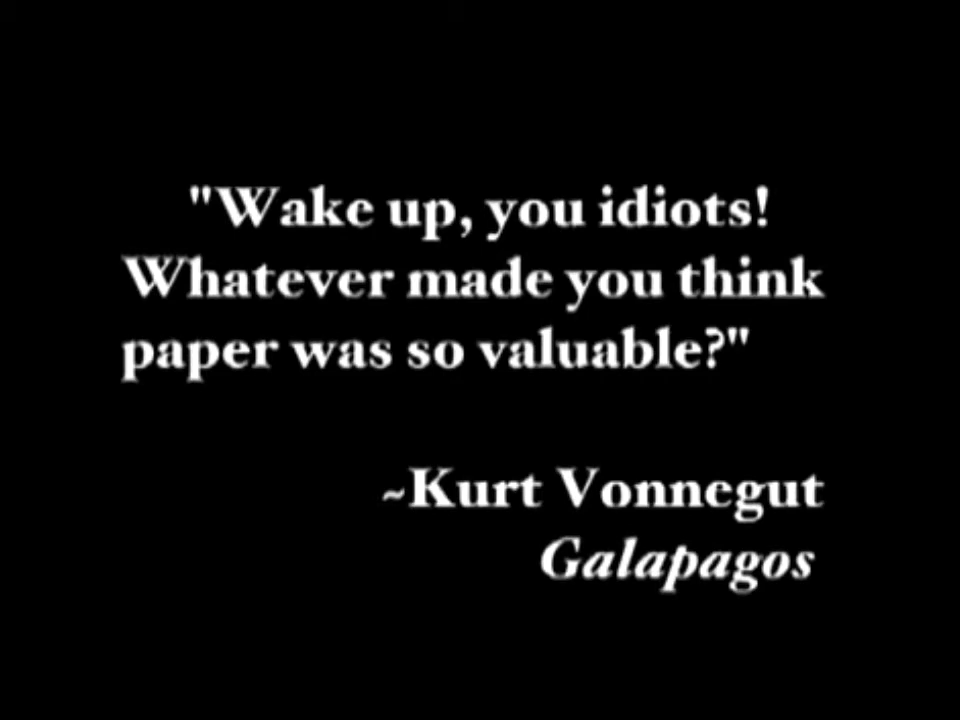 "Wake up, you idiots!
Whatever made you think
paper was so valuable?"
~Kurt Vonnegut
Galapagos